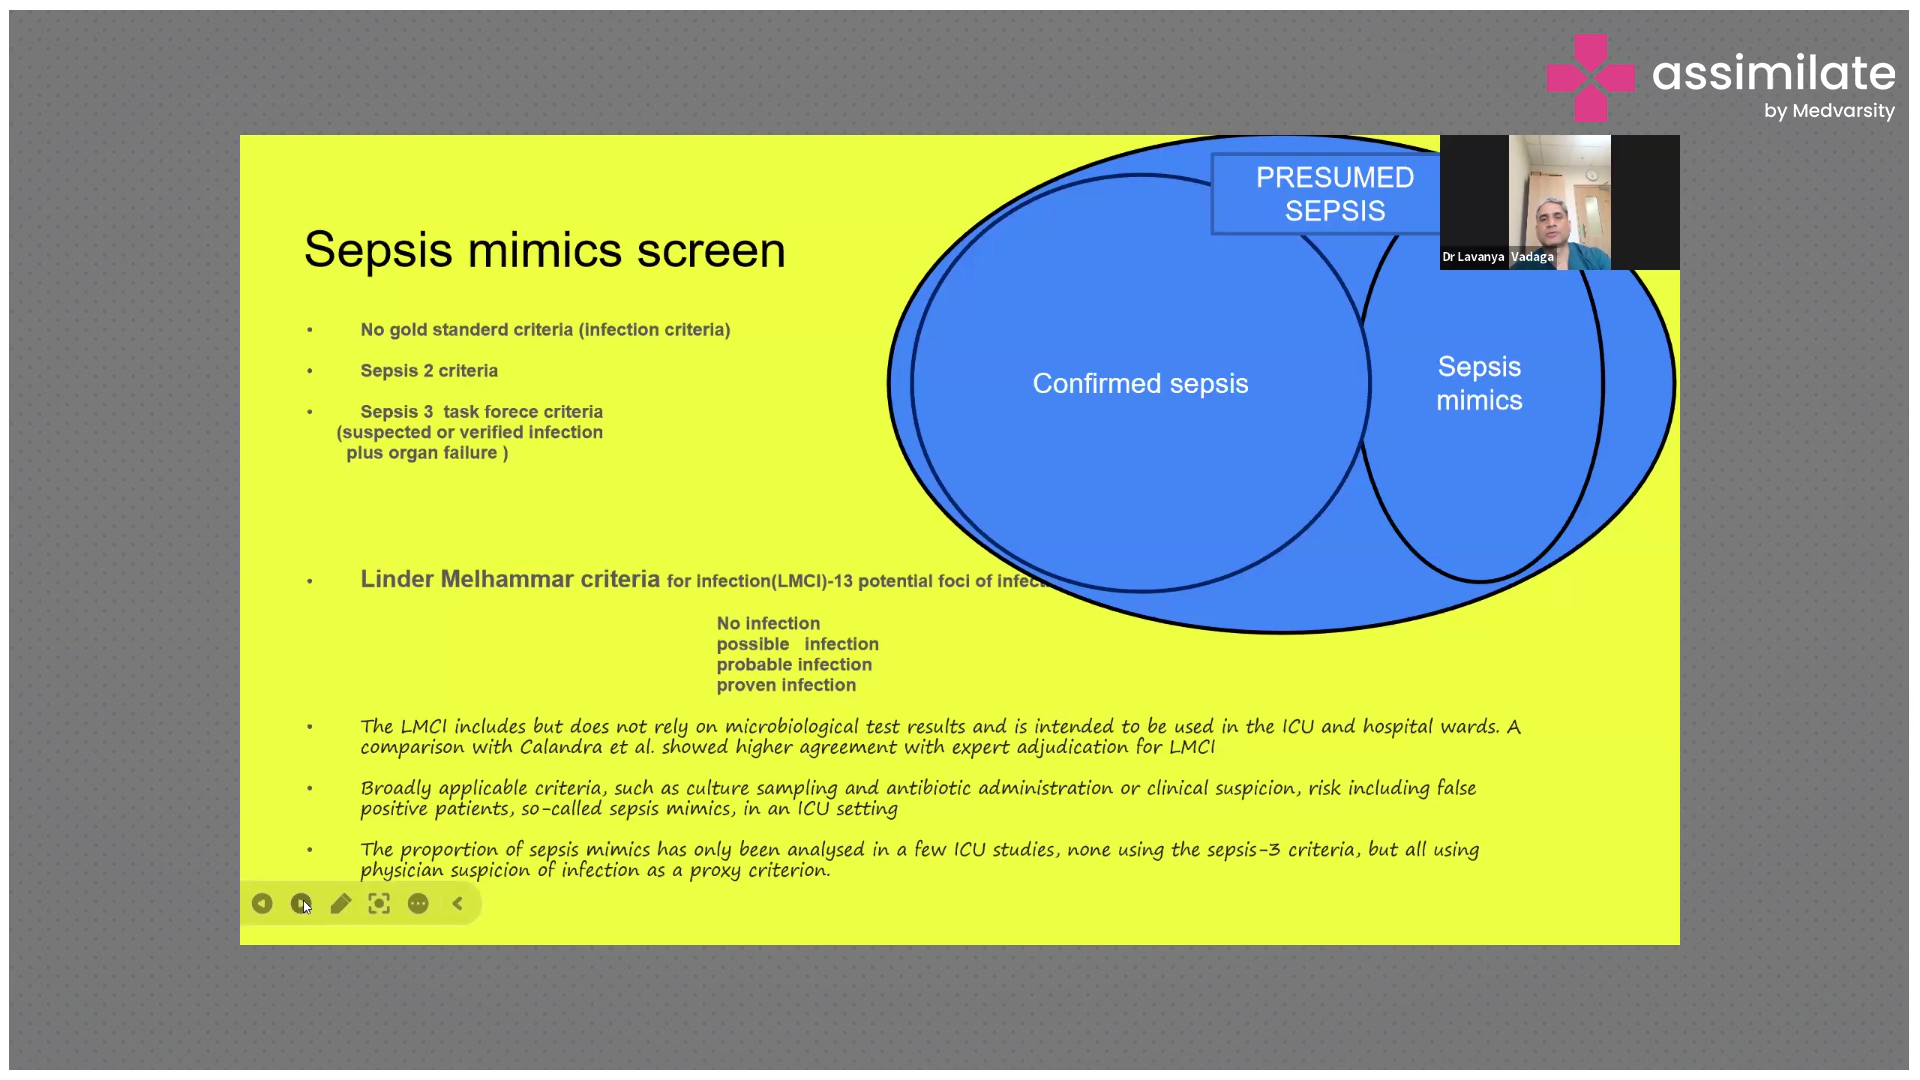 assimilate
by Medvarsity
PRESUMED
SEPSIS
Dr Lavanya Vadaga
Sepsis mimics screen
• No gold standerd criteria (infection criteria)
• Sepsis 2 criteria
• Sepsis 3 task forece criteria
(suspected or verified infection
plus organ failure )
Confirmed sepsis
Sepsis
mimics
• Linder Melhammar criteria for infection(LMCI)-13 potential foci of
No infection
possible infection
probable infection
proven infection
• The LMCI includes but does not rely on microbiological test results and is intended to be used in the ICU and hospital wards. A
comparison with Calandra et al. showed higher agreement with expert adjudication for LMCI
• Broadly applicable criteria, such as culture sampling and antibiotic administration or clinical suspicion, risk including false
positive patients, so-called sepsis mimics, in an ICU setting
• The proportion of sepsis mimics has only been analysed in a few ICU studies, none using the sepsis-3 criteria, but all using
physician suspicion of infection as a proxy criterion.